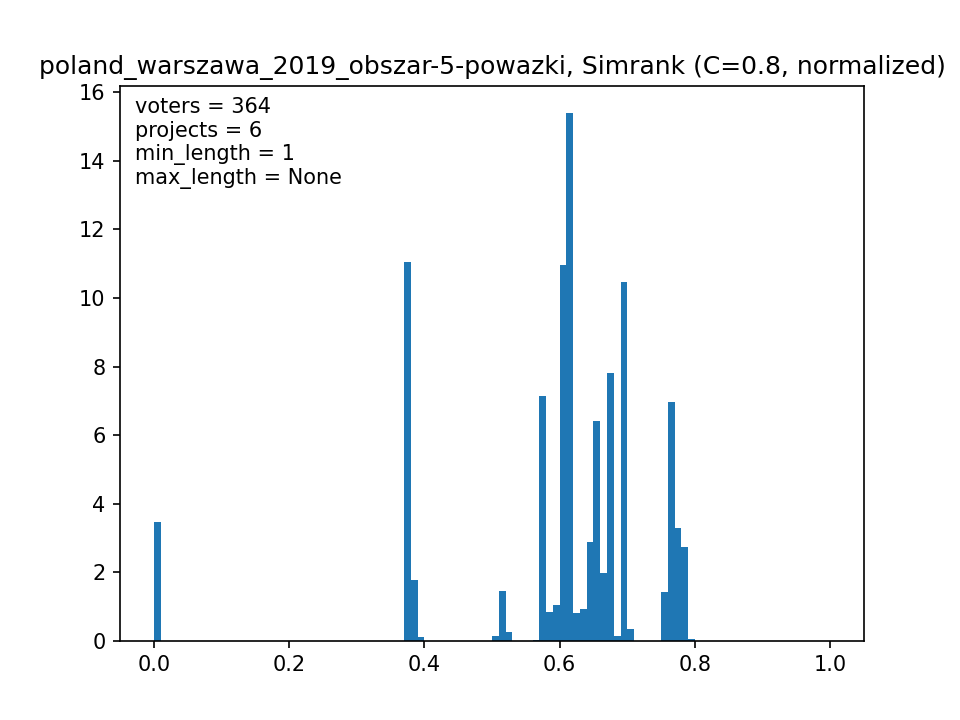 poland_warszawa_2019_obszar-5-powazki, Simrank (C=0.8, normalized)
voters = 364
projects = 6
min_length = 1
max_length = None
16
14
12
10
8
6
4
2
0
0.0 0.2 0.4 0.6 0.8 1.0